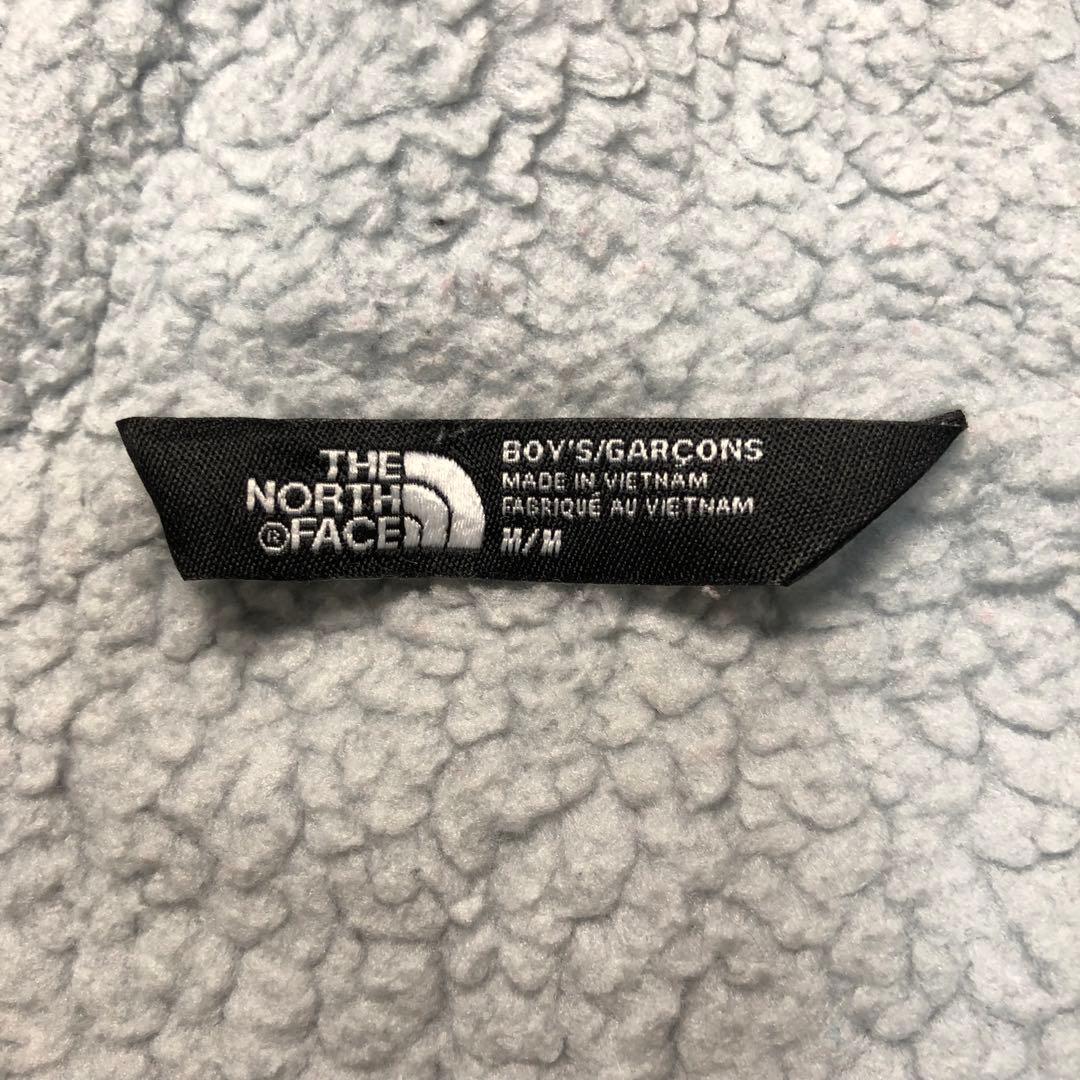 THE
NORTH
®FACE
BOY'S/GARÇONS
MADE IN VIETNAM
FABRIQUÉ AU VIETNAM
M/M